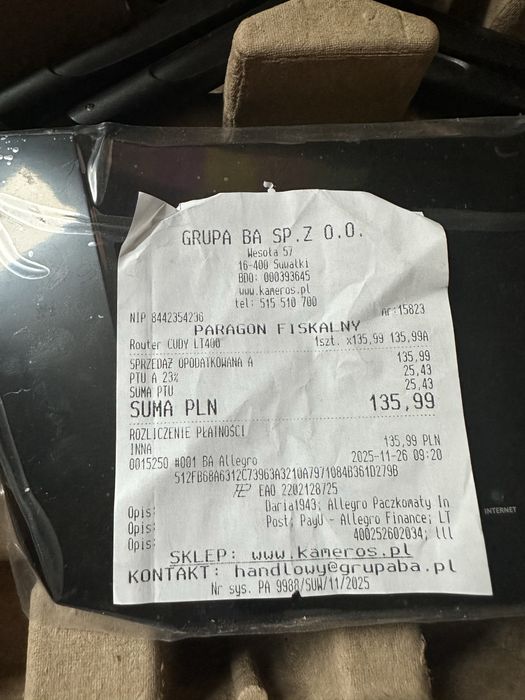 GRUPA BA SP.Z O.O.
Wesoła 57
16-400 Suwałki
BDO: 000393645
www.kameros.pl
tel: 515 510 700
NIP 8442354236 nr:15823
PARAGON FISKALNY
Router CUDY LT400 1szt. x135,99 135,99A
SPRZEDAŻ OPODATKOWANA A 135,99
PTU A 23% 25,43
SUMA PTU 25,43
SUMA PLN 135,99
ROZLICZENIE PŁATNOŚCI
INNA 135,99 PLN
0015250 #001 BA Allegro 2025-11-26 09:20
512FB68A6312C73963A3210A7971084B361D279B
EAO 2202128725
Opis: Daria1943; Allegro Paczkomaty In
Opis: Post; PayU - Allegro Finance; LT
Opis: 400252602034; lll
SKLEP: www.kameros.pl
KONTAKT: handlowy@grupaba.pl
Nr sys. PA 9988/SUW/11/2025
INTERNET